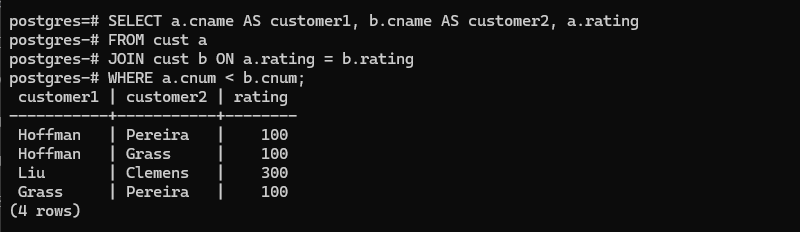 postgres=# SELECT a.cname AS customer1, b.cname AS customer2, a.rating
postgres-# FROM cust a
postgres-# JOIN cust b ON a.rating = b.rating
postgres-# WHERE a.cnum < b.cnum;
 customer1 | customer2 | rating
-----------+-----------+--------
 Hoffman   | Pereira   |    100
 Hoffman   | Grass     |    100
 Liu       | Clemens   |    300
 Grass     | Pereira   |    100
(4 rows)